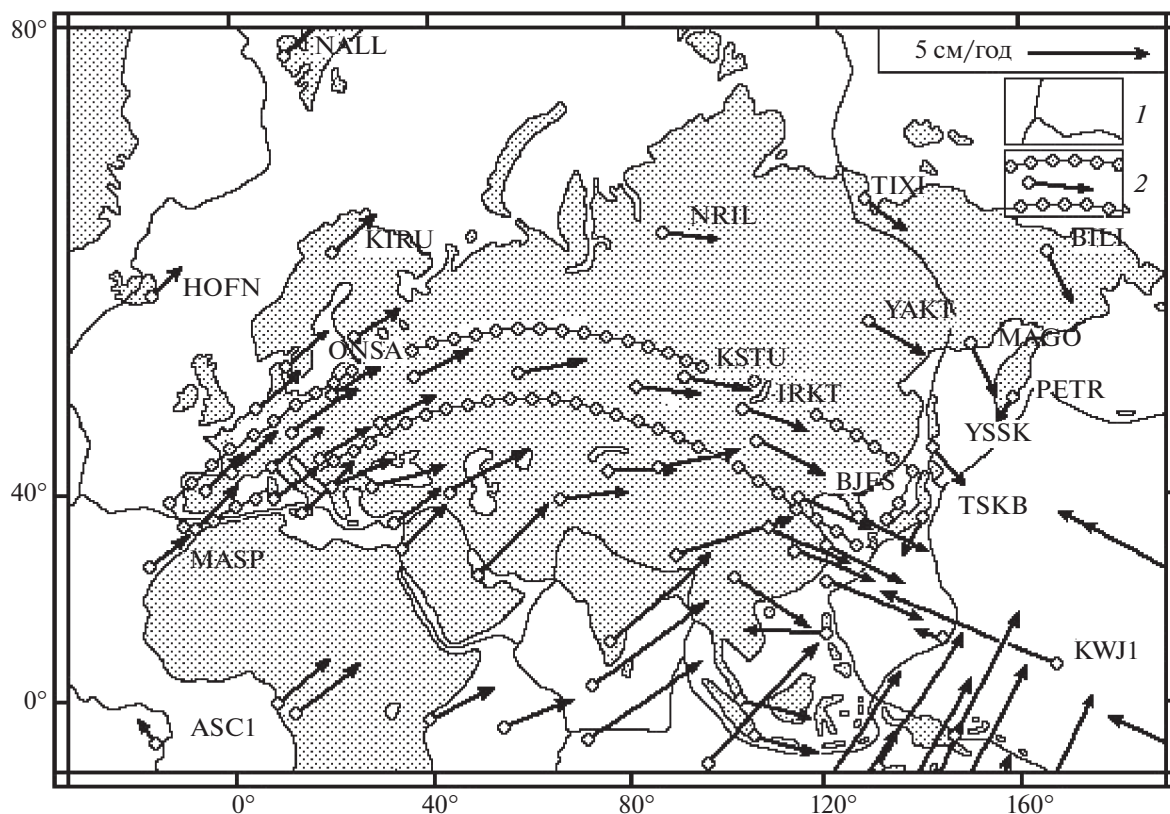 80°
NALL
5 см/год
1
2
TIXI
NRIL
BILI
KIRU
HOFN
YAKT
MAGO
ONSA
KSTU
PETR
IRKT
YSSK
BJFS
40°
TSKB
MASP
KWJ1
0°
ASC1
0°
40°
80°
120°
160°